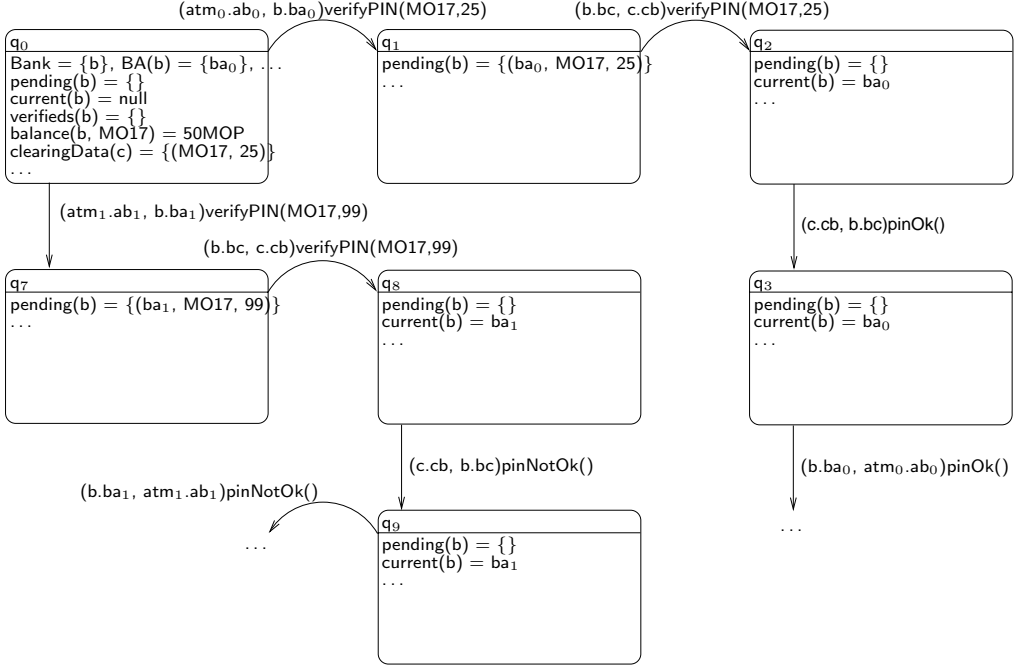 (atm₀.ab₀, b.ba₀)verifyPIN(MO17,25)
(b.bc, c.cb)verifyPIN(MO17,25)
q₀
Bank = {b}, BA(b) = {ba₀}, ...
pending(b) = {}
current(b) = null
verifieds(b) = {}
balance(b, MO17) = 50MOP
clearingData(c) = {(MO17, 25)}
...
q₁
pending(b) = {(ba₀, MO17, 25)}
...
q₂
pending(b) = {}
current(b) = ba₀
...
(atm₁.ab₁, b.ba₁)verifyPIN(MO17,99)
(c.cb, b.bc)pinOk()
(b.bc, c.cb)verifyPIN(MO17,99)
q₇
pending(b) = {(ba₁, MO17, 99)}
...
q₈
pending(b) = {}
current(b) = ba₁
...
q₃
pending(b) = {}
current(b) = ba₀
...
(c.cb, b.bc)pinNotOk()
(b.ba₀, atm₀.ab₀)pinOk()
(b.ba₁, atm₁.ab₁)pinNotOk()
...
...
q₉
pending(b) = {}
current(b) = ba₁
...